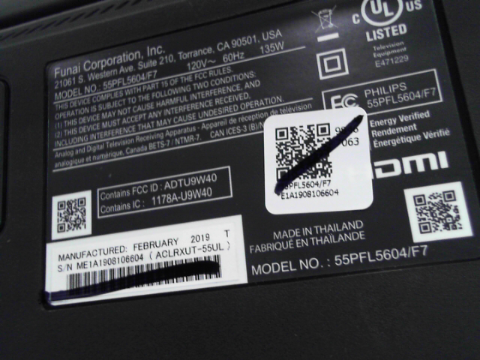 Funai Corporation, Inc.
21061 S. Western Ave. Suite 210, Torrance, CA 90501, USA
MODEL NO.: 55PFL5604/F7 120V~ 60Hz 135W
THIS DEVICE COMPLIES WITH PART 15 OF THE FCC RULES.
OPERATION IS SUBJECT TO THE FOLLOWING TWO CONDITIONS:
(1) THIS DEVICE MAY NOT CAUSE HARMFUL INTERFERENCE, AND
(2) THIS DEVICE MUST ACCEPT ANY INTERFERENCE RECEIVED,
INCLUDING INTERFERENCE THAT MAY CAUSE UNDESIRED OPERATION.
Analog and Digital Television Receiving Apparatus - Appareil de réception de télévision
analogique et numérique, Canada BETS-7 / NTMR-7. CAN ICES-3 (B)
c UL US
LISTED
Television
Equipment
E471229
FC PHILIPS
55PFL5604/F7
Energy Verified
Rendement
Énergétique Vérifié
HDMI
063
55PFL5604/F7
E1A1908106604
Contains FCC ID : ADTU9W40
Contains IC : 1178A-U9W40
MANUFACTURED: FEBRUARY 2019 T
S/N ME1A1908106604 (ACLRXUT-55UL)
MADE IN THAILAND
FABRIQUÉ EN THAÏLANDE
MODEL NO. : 55PFL5604/F7